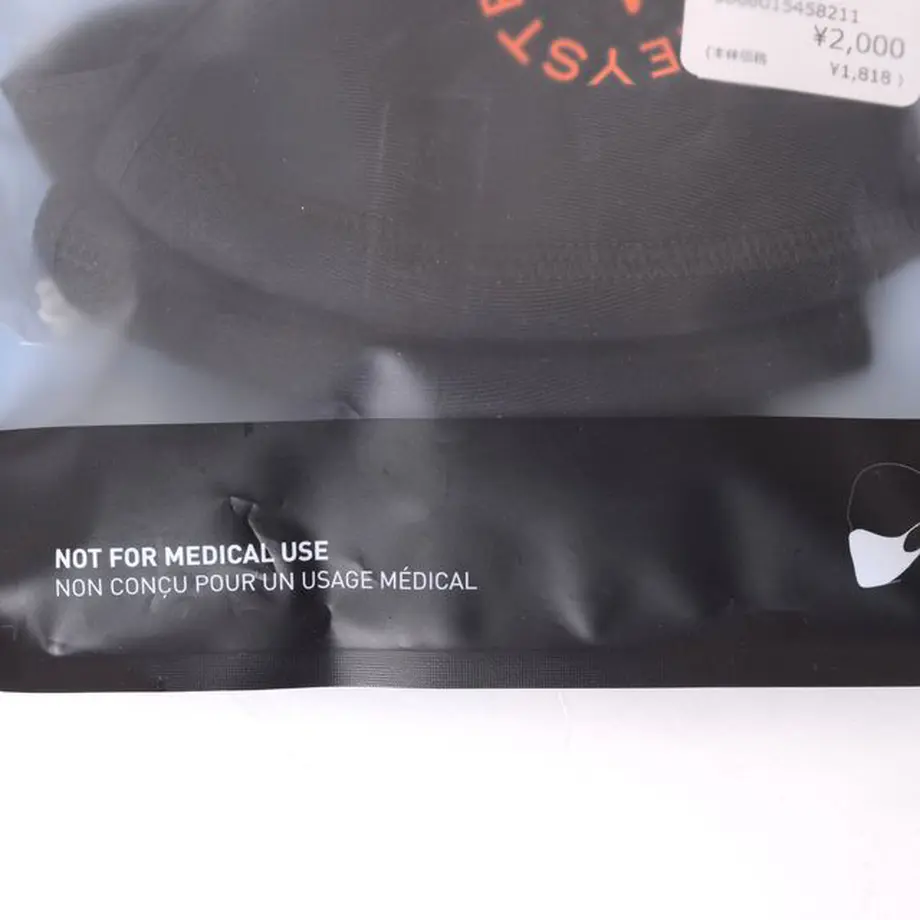 EYSTE
15458211
¥2,000
(本体価格 ¥1,818 )
NOT FOR MEDICAL USE
NON CONÇU POUR UN USAGE MÉDICAL